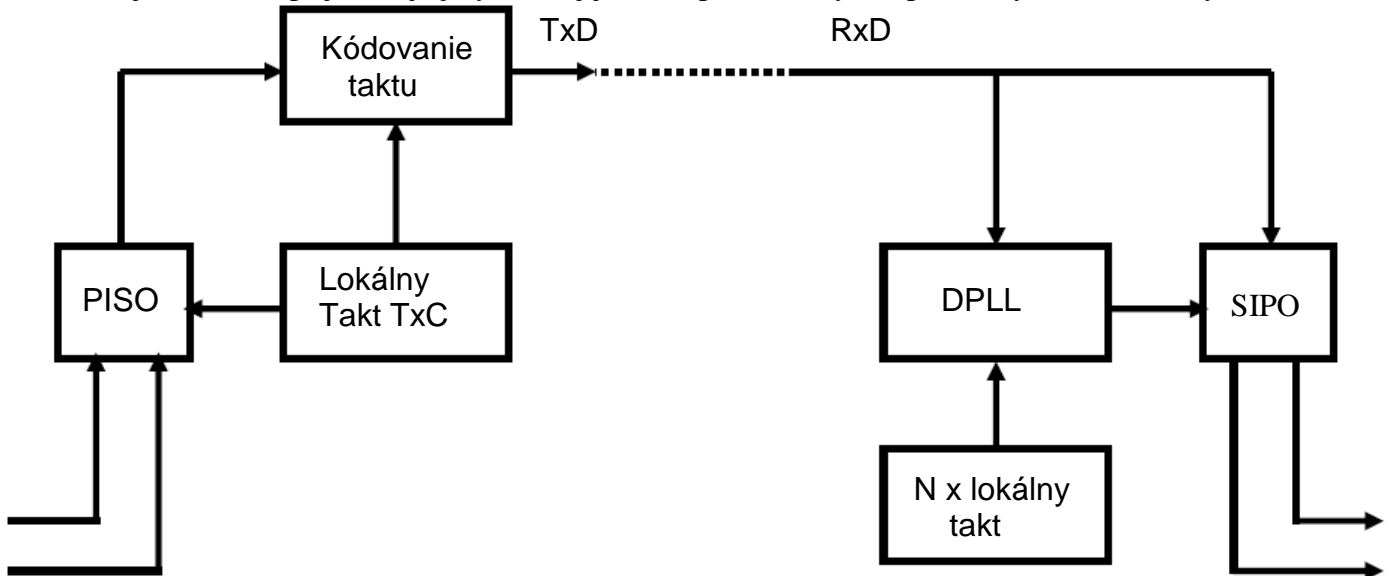 TxD
RxD
Kódovanie
taktu
PISO
Lokálny
Takt TxC
DPLL
SIPO
N x lokálny
takt